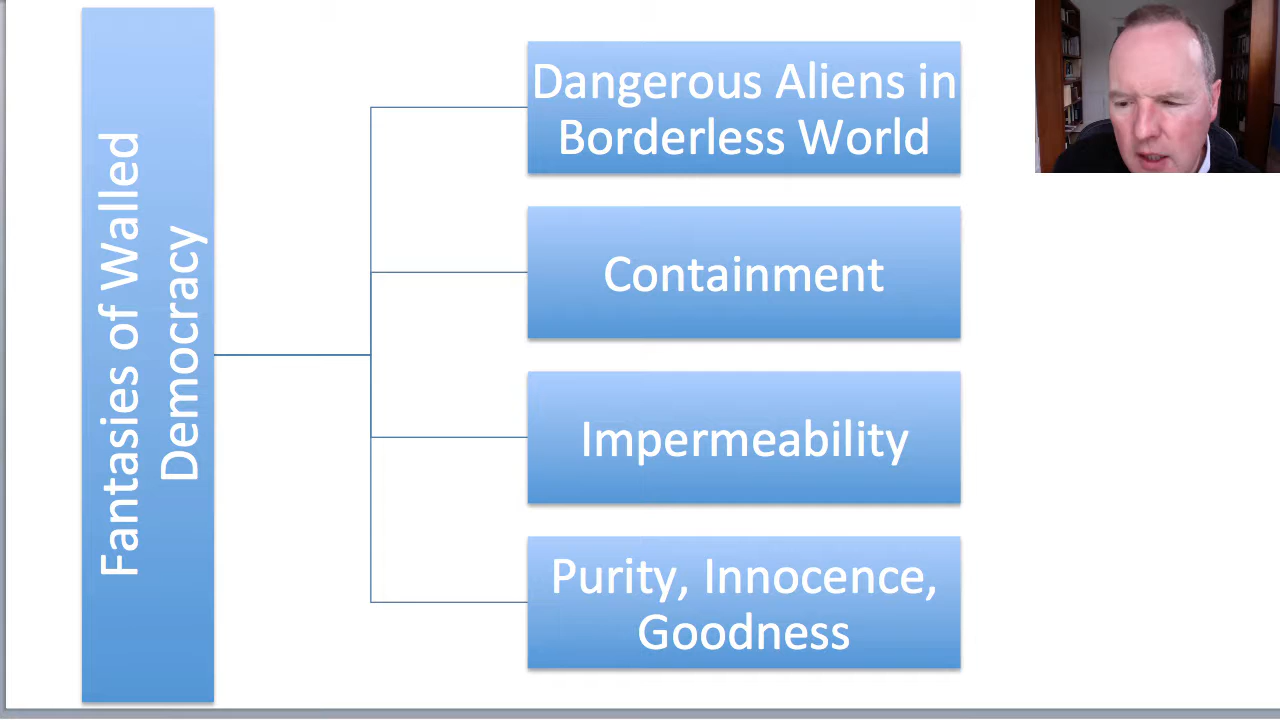 Fantasies of Walled
Democracy
Dangerous Aliens in
Borderless World
Containment
Impermeability
Purity, Innocence,
Goodness